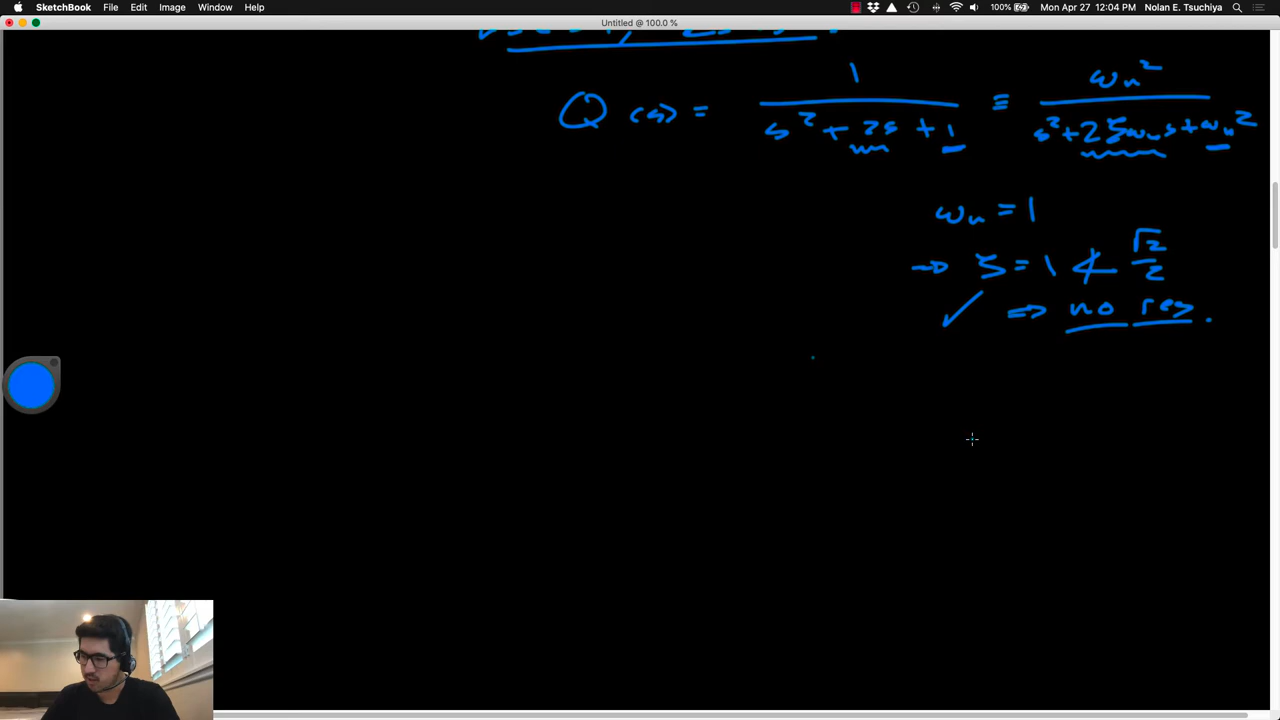 SketchBook File Edit Image Window Help 100% Mon Apr 27 12:04 PM Nolan E. Tsuchiya
Untitled @ 100.0 %
Q(s) = 1 / (s² + 2s + 1) ≡ ωn² / (s² + 2ζωn s + ωn²)
ωn = 1
→ ζ = 1 ≮ √2/2
✓ ⇒ no res.